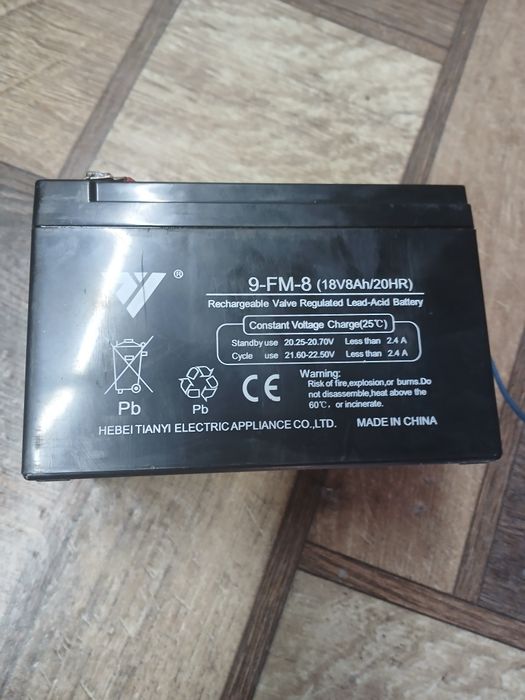 ®
9-FM-8 (18V8Ah/20HR)
Rechargeable Valve Regulated Lead-Acid Battery
Constant Voltage Charge(25℃)
Standby use 20.25-20.70V Less than 2.4 A
Cycle use 21.60-22.50V Less than 2.4 A
Warning:
Risk of fire,explosion,or burns.Do
not disassemble,heat above the
60℃, or incinerate.
Pb
Pb
CE
HEBEI TIANYI ELECTRIC APPLIANCE CO.,LTD. MADE IN CHINA